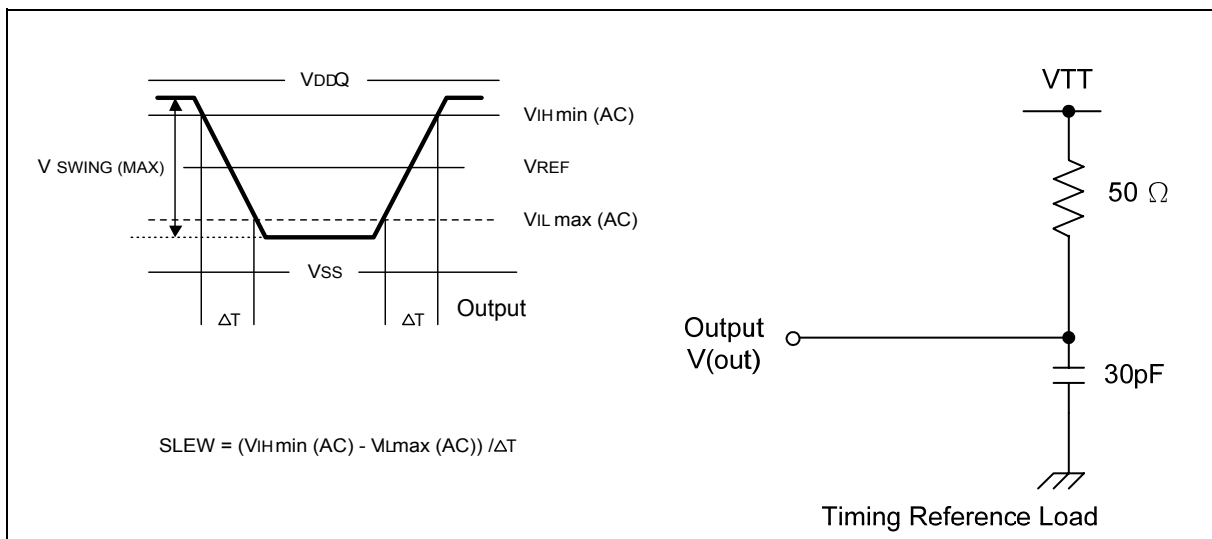 VDDQ
VIH min (AC)
V SWING (MAX)
VREF
VIL max (AC)
VSS
Output
ΔT
ΔT
SLEW = (VIH min (AC) - VILmax (AC)) /ΔT
VTT
50 Ω
Output
V(out)
30pF
Timing Reference Load